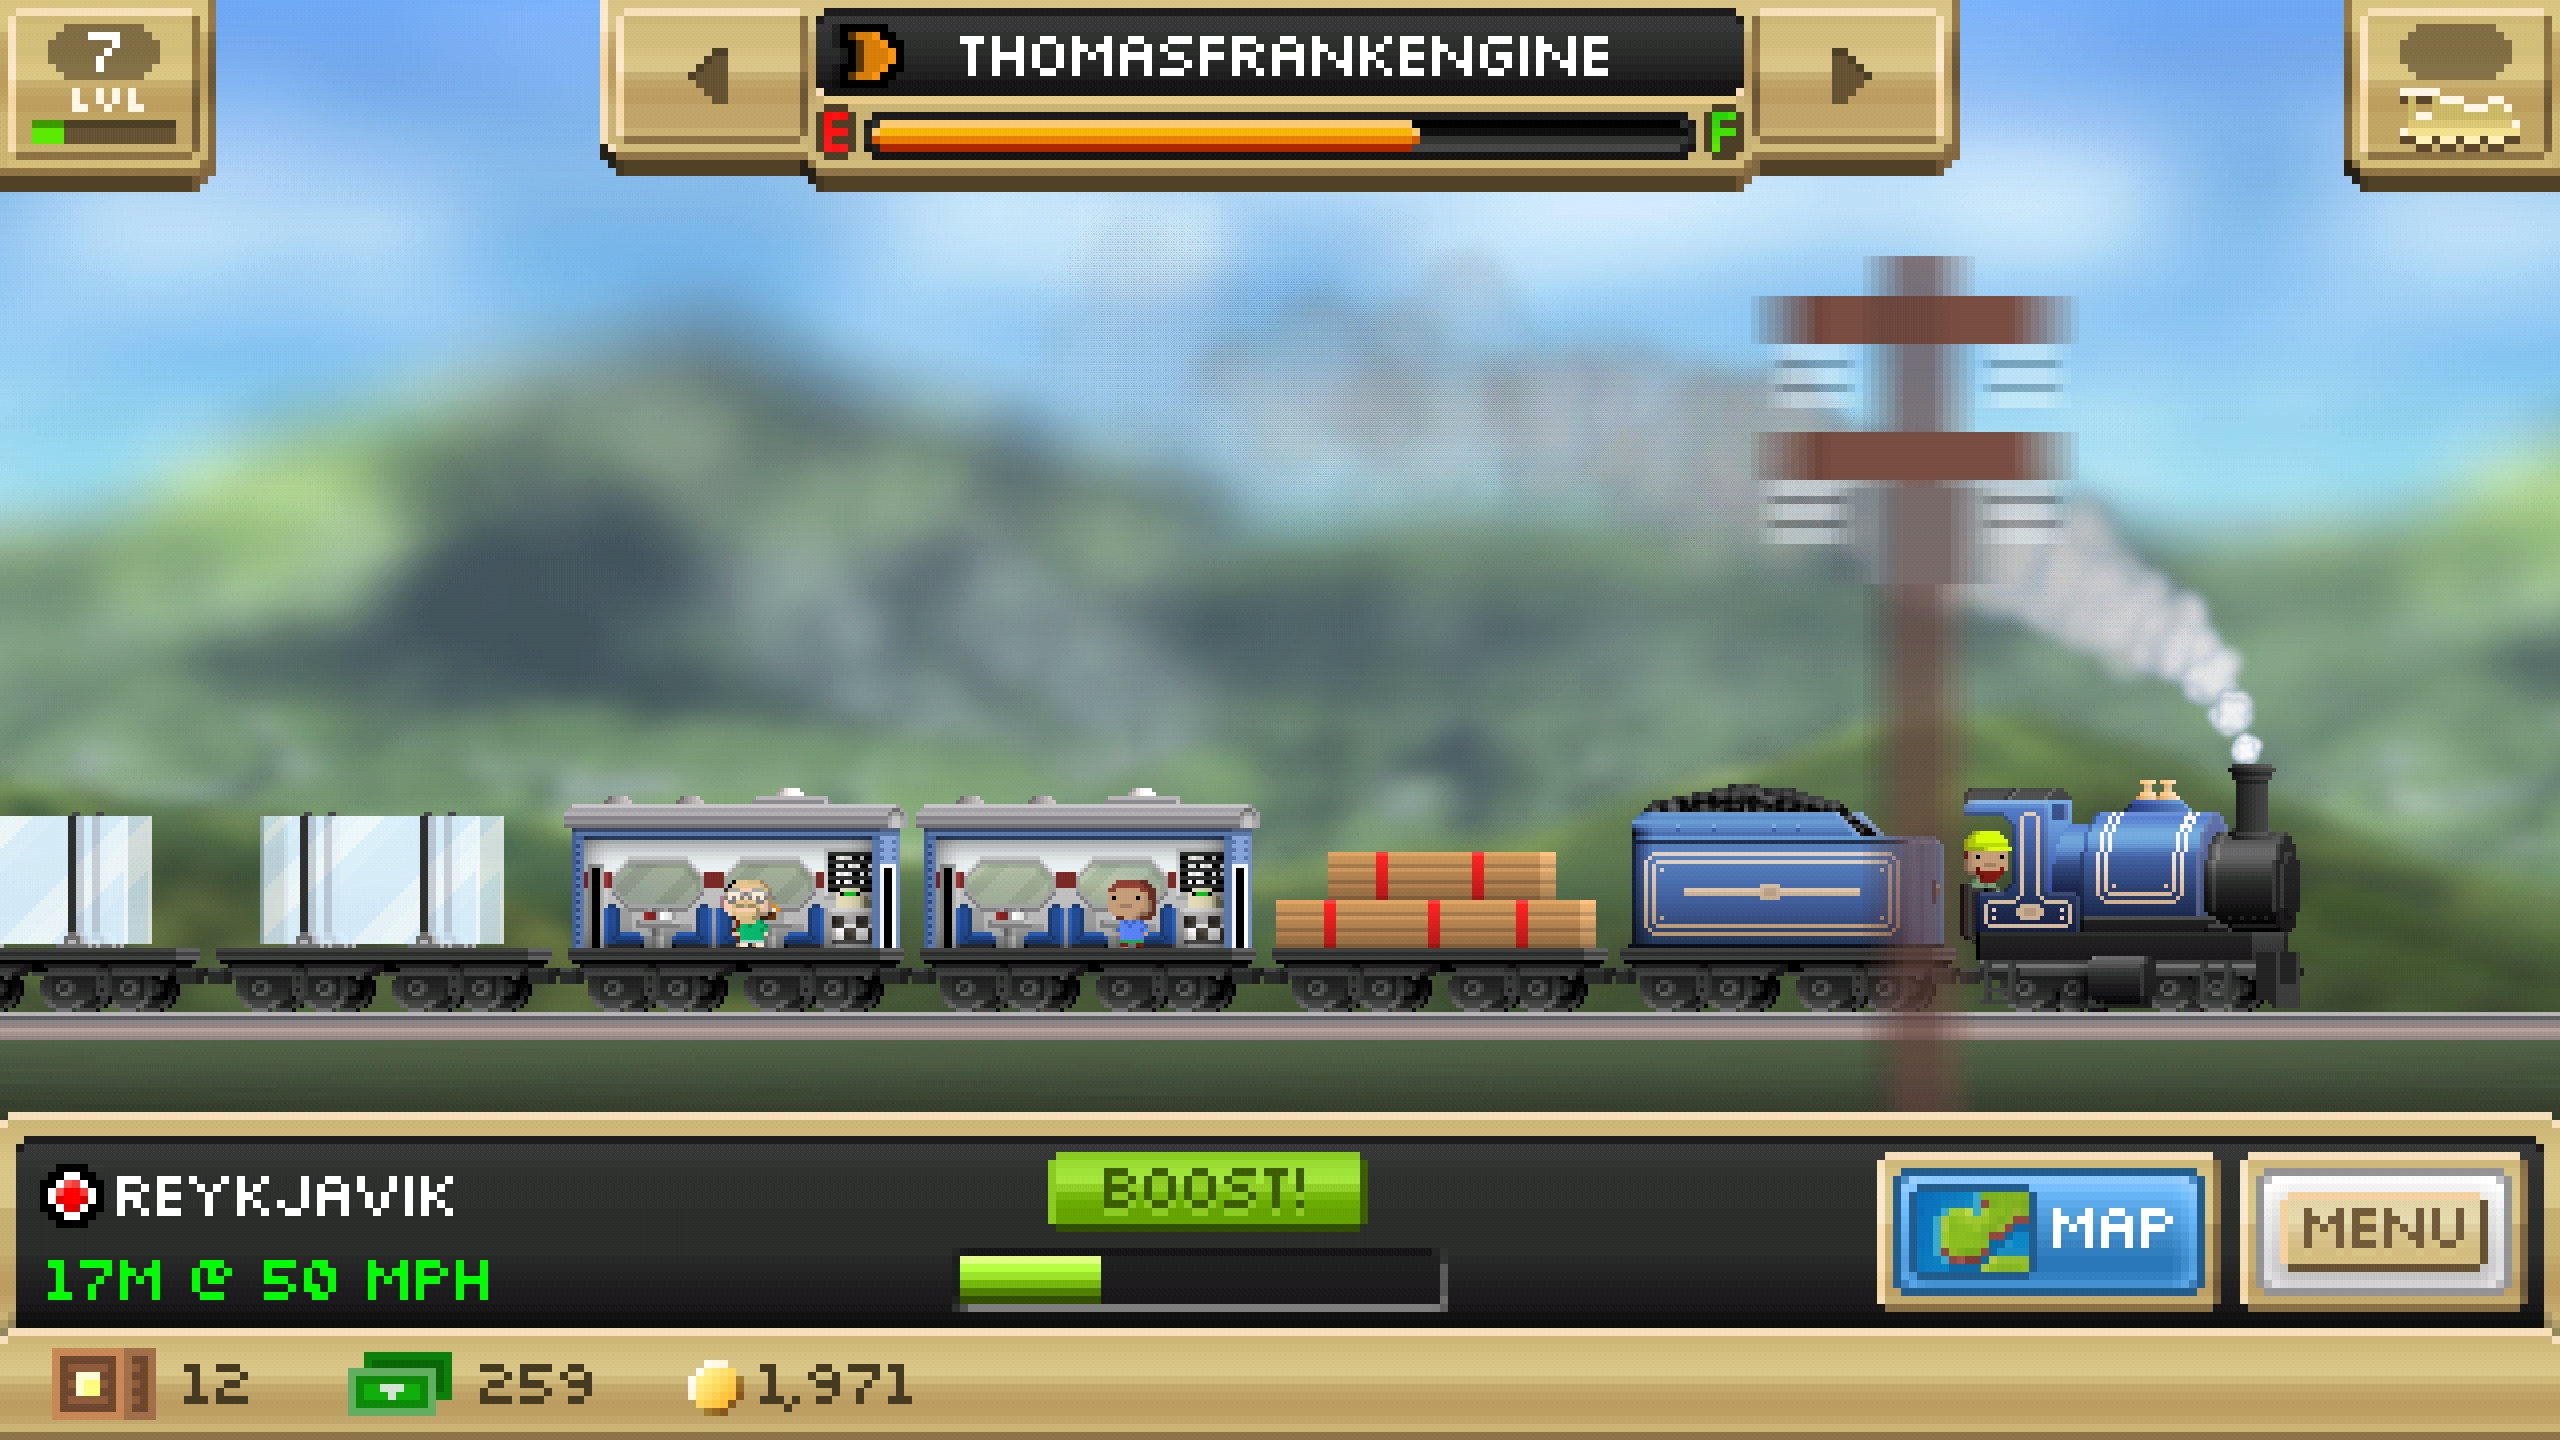 7
LVL
THOMASFRANKENGINE
E F
REYKJAVIK
17M @ 50 MPH
BOOST!
MAP
MENU
12 259 1,971